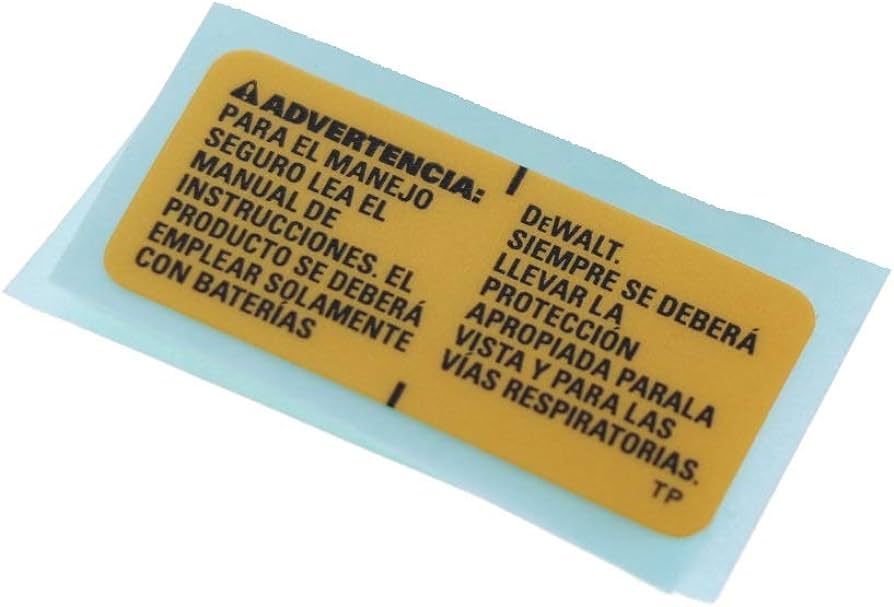 ⚠ADVERTENCIA:
PARA EL MANEJO
SEGURO LEA EL
MANUAL DE
INSTRUCCIONES. EL
PRODUCTO SE DEBERÁ
EMPLEAR SOLAMENTE
CON BATERÍAS
DEWALT.
SIEMPRE SE DEBERÁ
LLEVAR LA
PROTECCIÓN
APROPIADA PARALA
VISTA Y PARA LAS
VÍAS RESPIRATORIAS.
TP